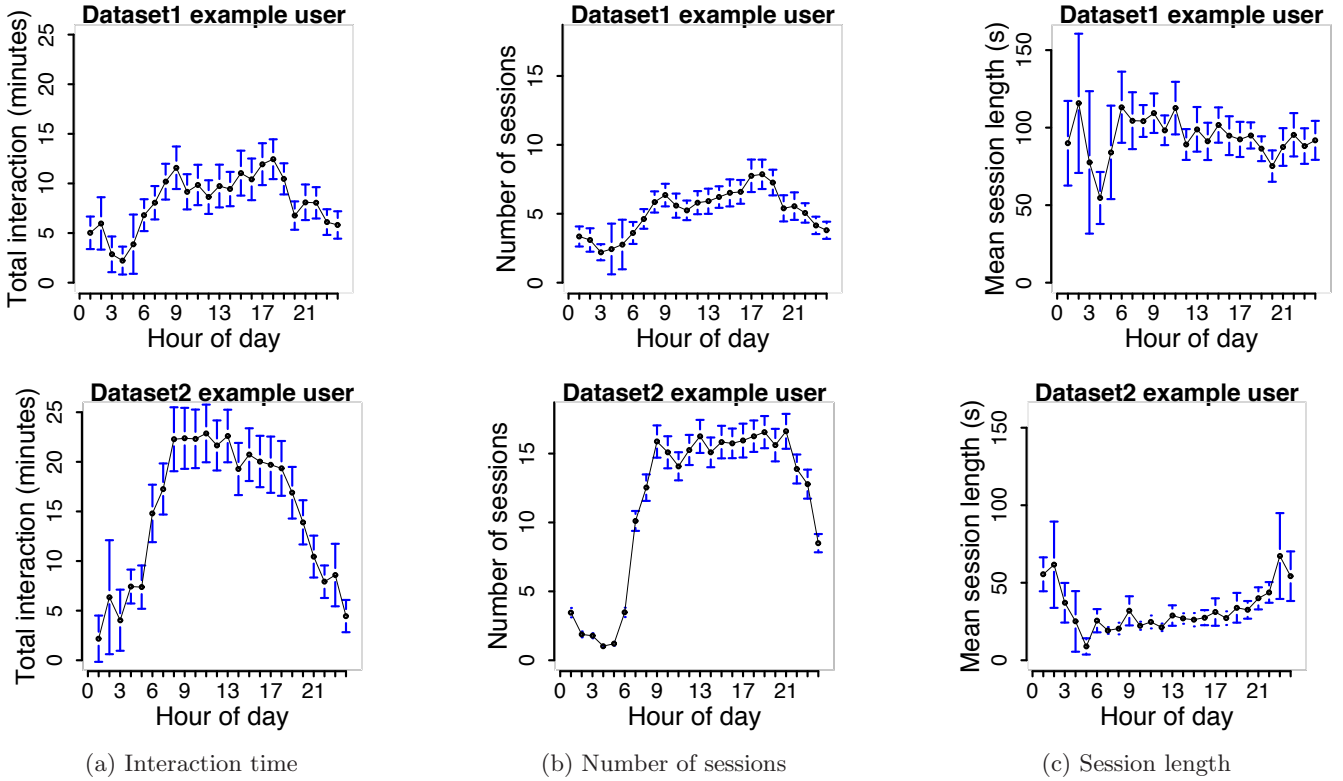 Dataset1 example user
Total interaction (minutes)
0 5 10 15 20 25
0 3 6 9 13 17 21
Hour of day
Dataset1 example user
Number of sessions
0 5 10 15
0 3 6 9 13 17 21
Hour of day
Dataset1 example user
Mean session length (s)
0 50 100 150
0 3 6 9 13 17 21
Hour of day
Dataset2 example user
Total interaction (minutes)
0 5 10 15 20 25
0 3 6 9 13 17 21
Hour of day
Dataset2 example user
Number of sessions
0 5 10 15
0 3 6 9 13 17 21
Hour of day
Dataset2 example user
Mean session length (s)
0 50 100 150
0 3 6 9 13 17 21
Hour of day
(a) Interaction time
(b) Number of sessions
(c) Session length